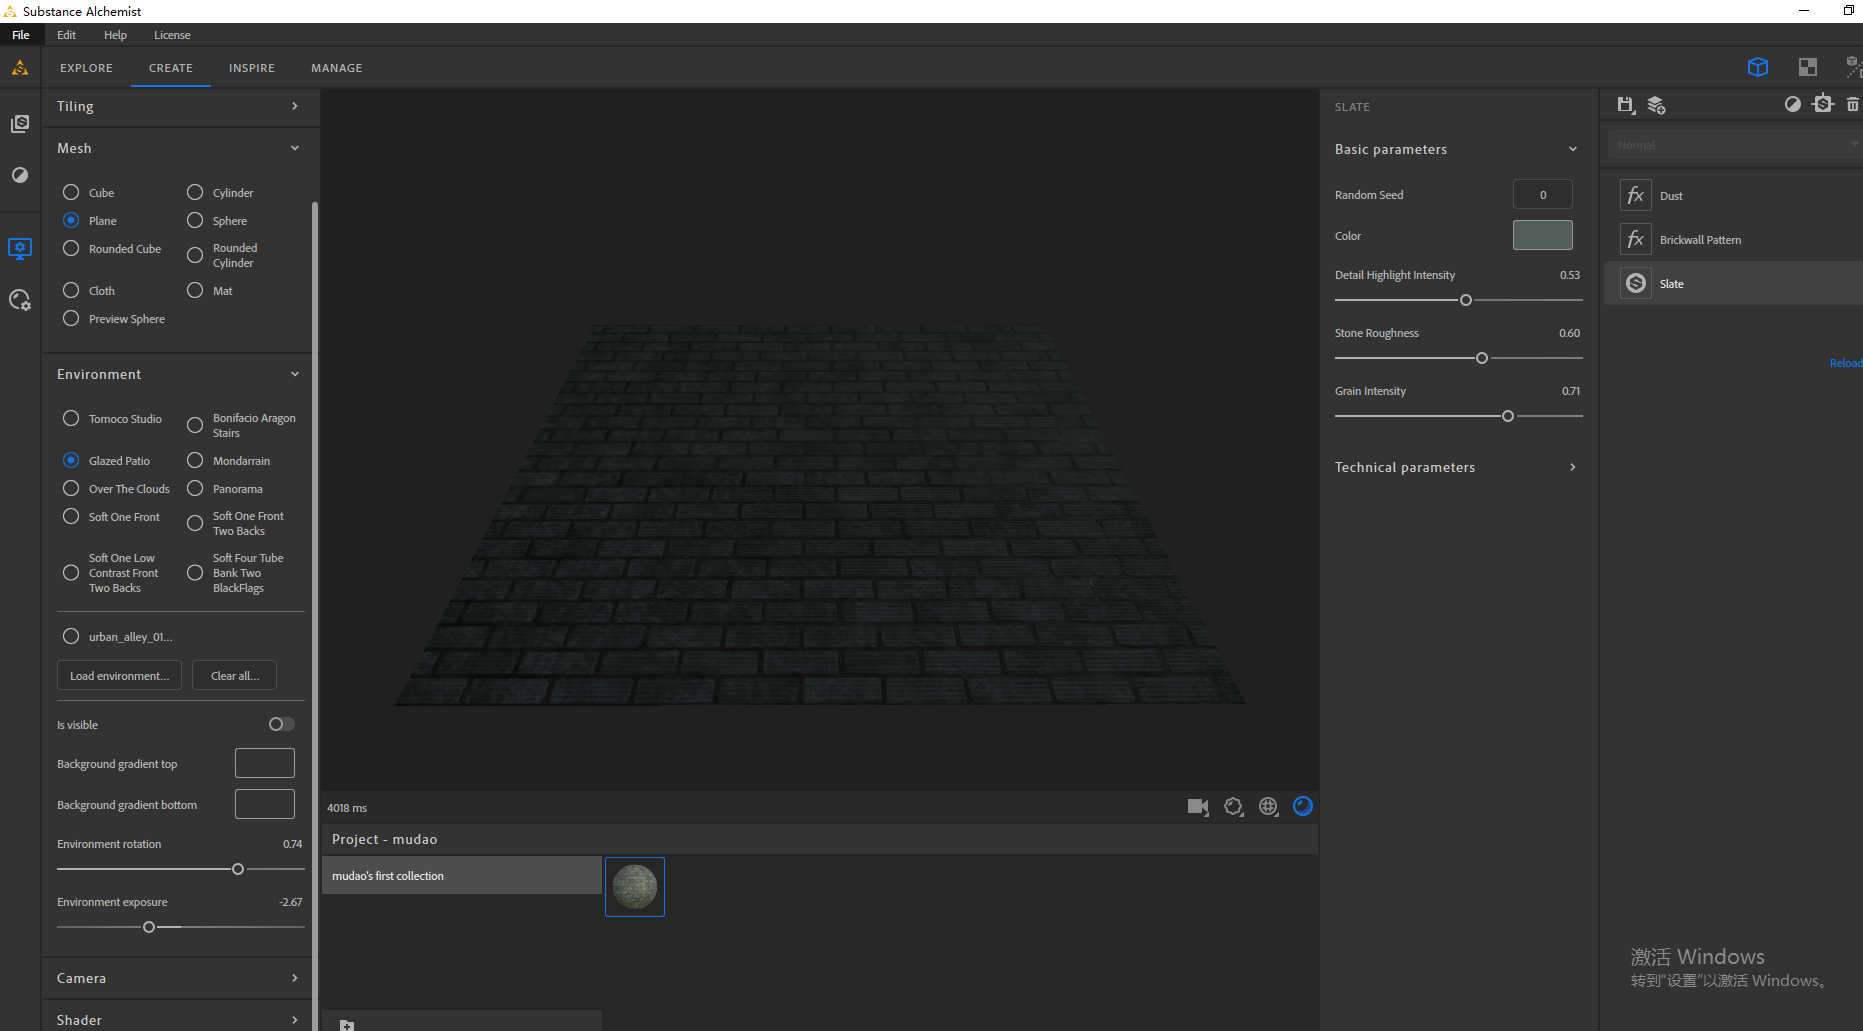 Substance Alchemist
File Edit Help License
EXPLORE CREATE INSPIRE MANAGE
Tiling
Mesh
Cube Cylinder
Plane Sphere
Rounded Cube Rounded
Cylinder
Cloth Mat
Preview Sphere
Environment
Tomoco Studio Bonifacio Aragon
Stairs
Glazed Patio Mondarrain
Over The Clouds Panorama
Soft One Front Soft One Front
Two Backs
Soft One Low
Contrast Front
Two Backs
Soft Four Tube
Bank Two
BlackFlags
urban_alley_01...
Load environment... Clear all...
Is visible
Background gradient top
Background gradient bottom
Environment rotation 0.74
Environment exposure -2.67
Camera
Shader
4018 ms
Project - mudao
mudao's first collection
SLATE
Basic parameters
Random Seed 0
Color
Detail Highlight Intensity 0.53
Stone Roughness 0.60
Grain Intensity 0.71
Technical parameters
Normal
fx Dust
fx Brickwall Pattern
Slate
Reload
激活 Windows
转到“设置”以激活 Windows。